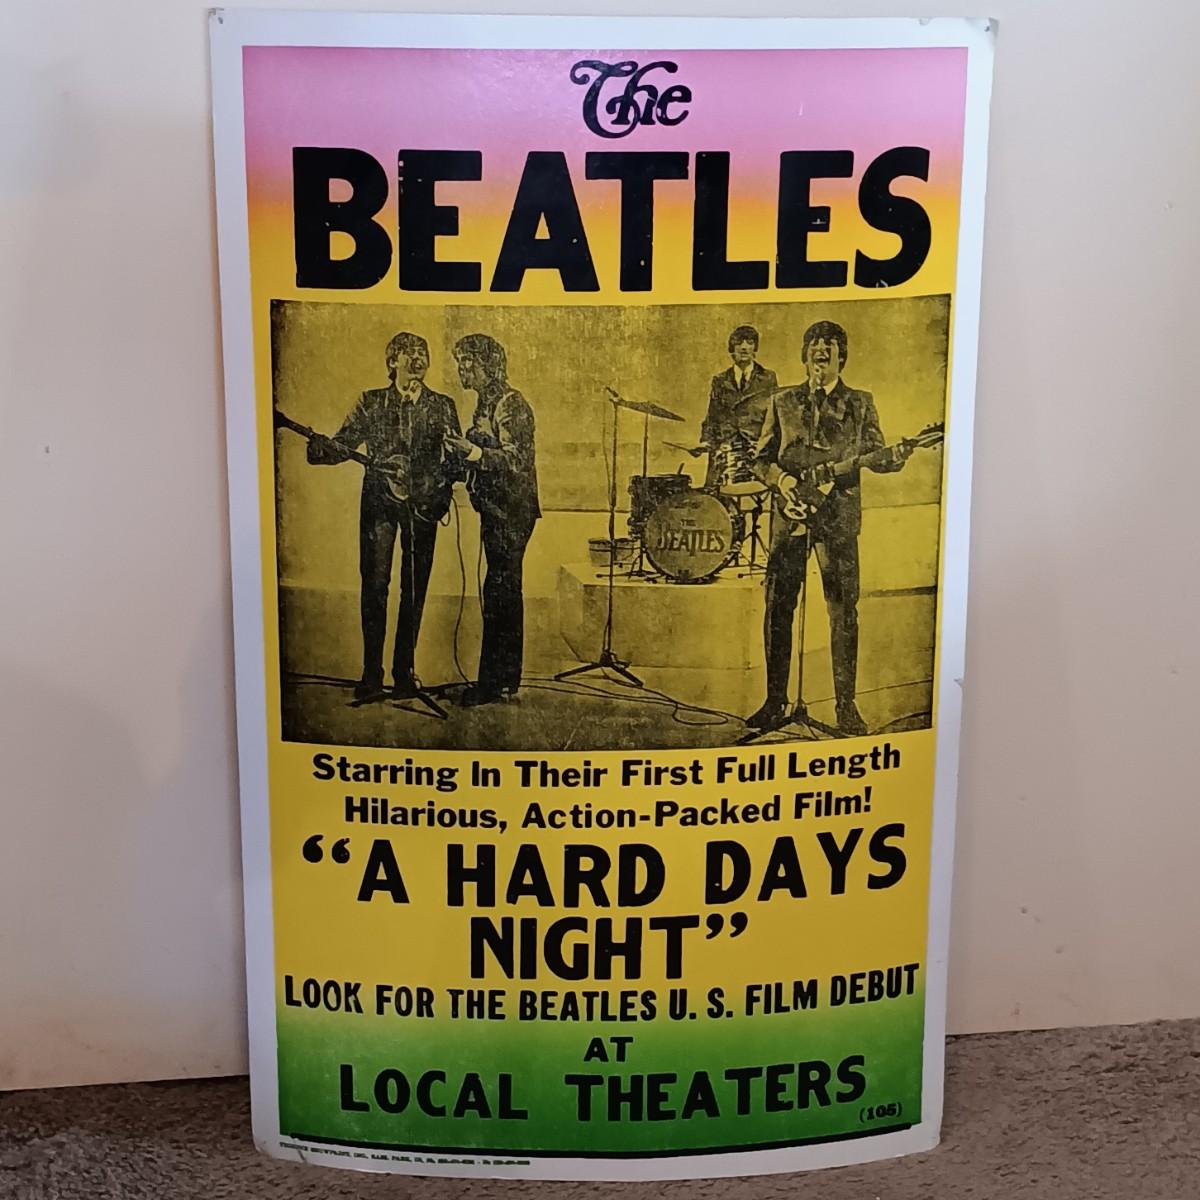 The
BEATLES
THE
BEATLES
Starring In Their First Full Length
Hilarious, Action-Packed Film!
“A HARD DAYS
NIGHT”
LOOK FOR THE BEATLES U. S. FILM DEBUT
AT
LOCAL THEATERS
(105)